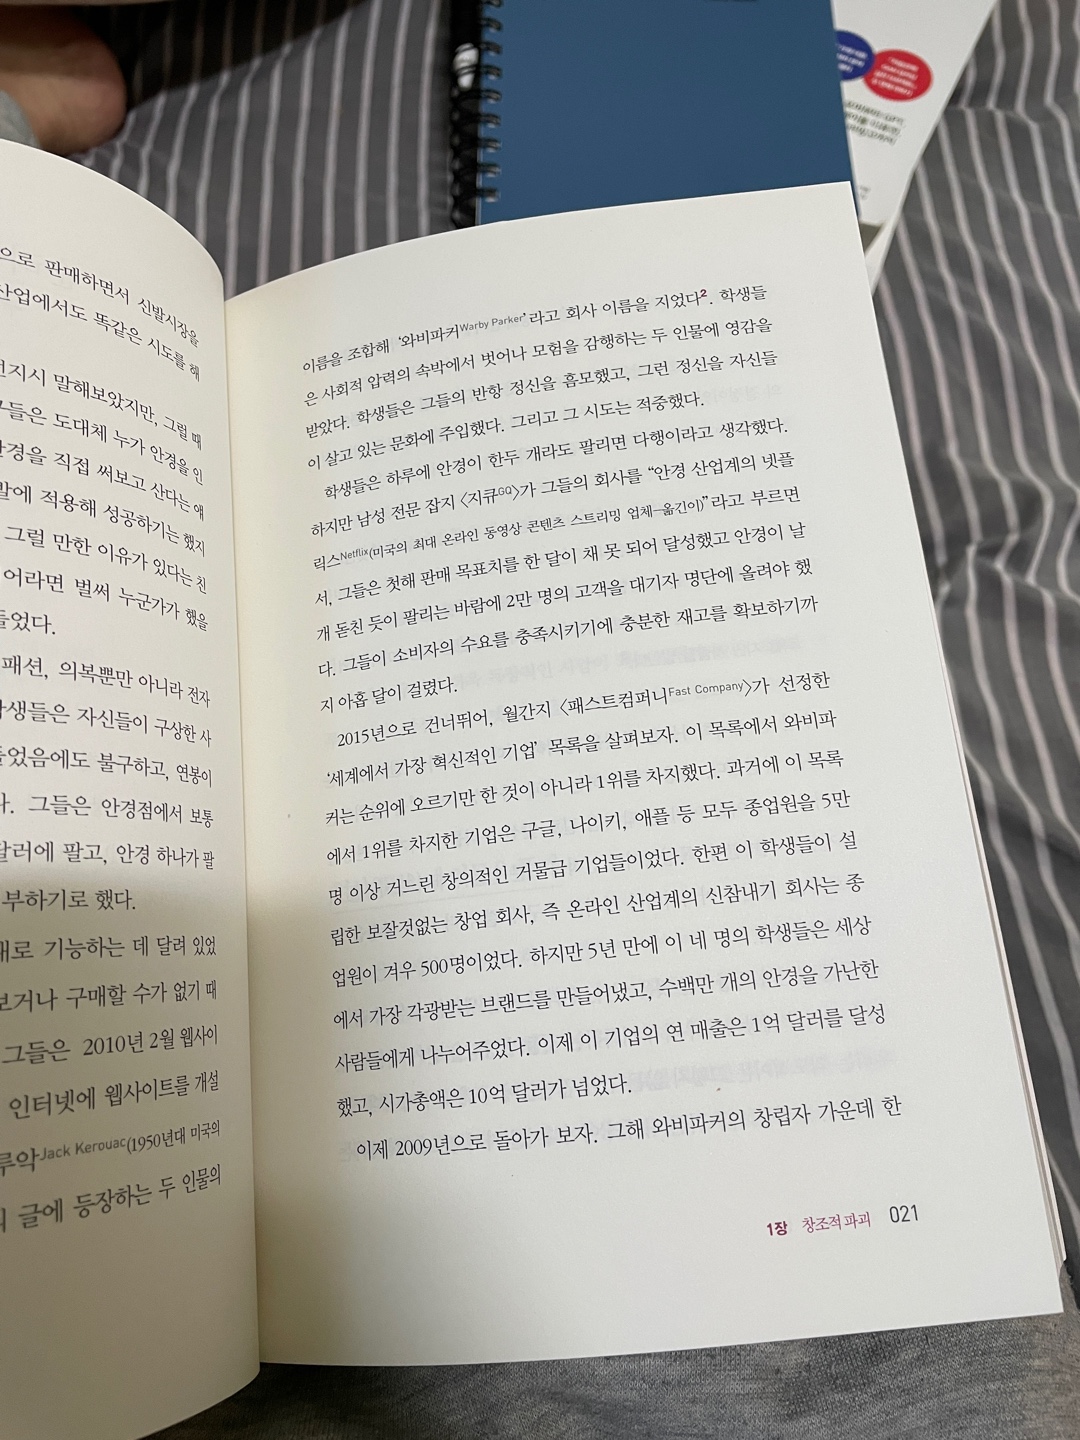 으로 판매하면서 신발시장을
산업에서도 똑같은 시도를 해
넌지시 말해보았지만, 그럴 때
그들은 도대체 누가 안경을 인
안경을 직접 써보고 산다는 애
발에 적용해 성공하기는 했지
그럴 만한 이유가 있다는 친
어라면 벌써 누군가가 했을
들었다.
패션, 의복뿐만 아니라 전자
학생들은 자신들이 구상한 사
들었음에도 불구하고, 연봉이
다. 그들은 안경점에서 보통
달러에 팔고, 안경 하나가 팔
부하기로 했다.
대로 기능하는 데 달려 있었
보거나 구매할 수가 없기 때
그들은 2010년 2월 웹사이
인터넷에 웹사이트를 개설
루악Jack Kerouac(1950년대 미국의
글에 등장하는 두 인물의
이름을 조합해 ‘와비파커Warby Parker’라고 회사 이름을 지었다2. 학생들
은 사회적 압력의 속박에서 벗어나 모험을 감행하는 두 인물에 영감을
받았다. 학생들은 그들의 반항 정신을 흠모했고, 그런 정신을 자신들
이 살고 있는 문화에 주입했다. 그리고 그 시도는 적중했다.
학생들은 하루에 안경이 한두 개라도 팔리면 다행이라고 생각했다.
하지만 남성 전문 잡지 〈지큐GQ〉가 그들의 회사를 “안경 산업계의 넷플
릭스Netflix(미국의 최대 온라인 동영상 콘텐츠 스트리밍 업체—옮긴이)”라고 부르면
서, 그들은 첫해 판매 목표치를 한 달이 채 못 되어 달성했고 안경이 날
개 돋친 듯이 팔리는 바람에 2만 명의 고객을 대기자 명단에 올려야 했
다. 그들이 소비자의 수요를 충족시키기에 충분한 재고를 확보하기까
지 아홉 달이 걸렸다.
2015년으로 건너뛰어, 월간지 〈패스트컴퍼니Fast Company〉가 선정한
‘세계에서 가장 혁신적인 기업’ 목록을 살펴보자. 이 목록에서 와비파
커는 순위에 오르기만 한 것이 아니라 1위를 차지했다. 과거에 이 목록
에서 1위를 차지한 기업은 구글, 나이키, 애플 등 모두 종업원을 5만
명 이상 거느린 창의적인 거물급 기업들이었다. 한편 이 학생들이 설
립한 보잘것없는 창업 회사, 즉 온라인 산업계의 신참내기 회사는 종
업원이 겨우 500명이었다. 하지만 5년 만에 이 네 명의 학생들은 세상
에서 가장 각광받는 브랜드를 만들어냈고, 수백만 개의 안경을 가난한
사람들에게 나누어주었다. 이제 이 기업의 연 매출은 1억 달러를 달성
했고, 시가총액은 10억 달러가 넘었다.
이제 2009년으로 돌아가 보자. 그해 와비파커의 창립자 가운데 한
1장 창조적 파괴 021